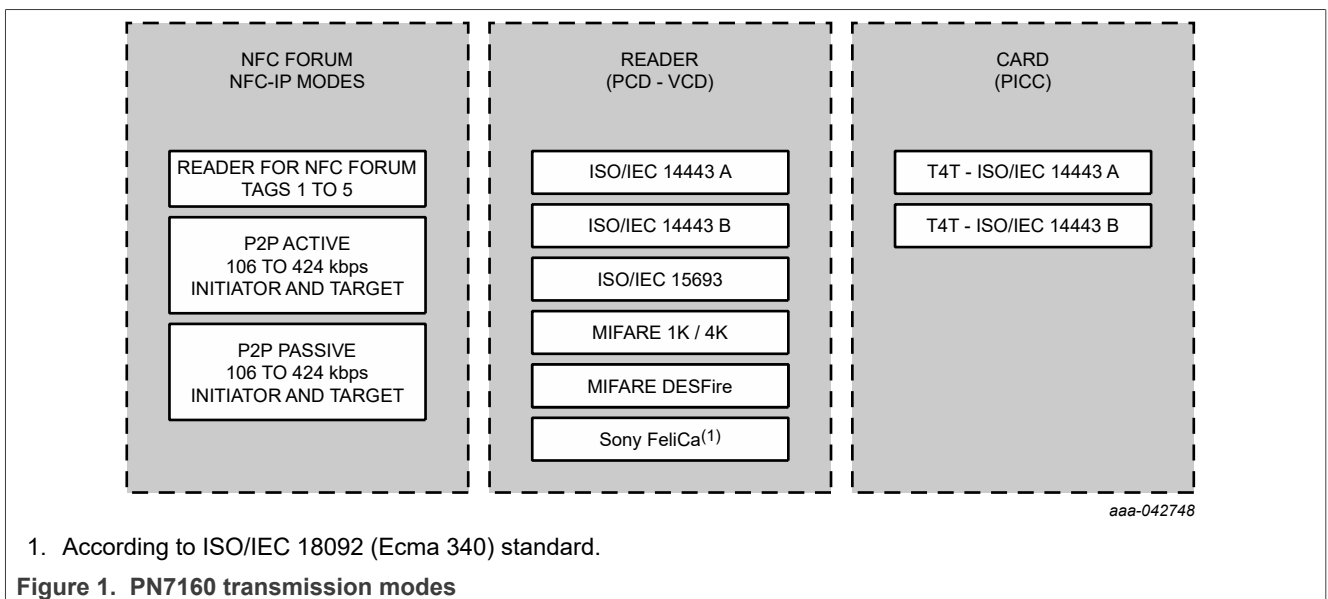 NFC FORUM
NFC-IP MODES
READER FOR NFC FORUM
TAGS 1 TO 5
P2P ACTIVE
106 TO 424 kbps
INITIATOR AND TARGET
P2P PASSIVE
106 TO 424 kbps
INITIATOR AND TARGET
READER
(PCD - VCD)
ISO/IEC 14443 A
ISO/IEC 14443 B
ISO/IEC 15693
MIFARE 1K / 4K
MIFARE DESFire
Sony FeliCa(1)
CARD
(PICC)
T4T - ISO/IEC 14443 A
T4T - ISO/IEC 14443 B
aaa-042748
1. According to ISO/IEC 18092 (Ecma 340) standard.
Figure 1. PN7160 transmission modes